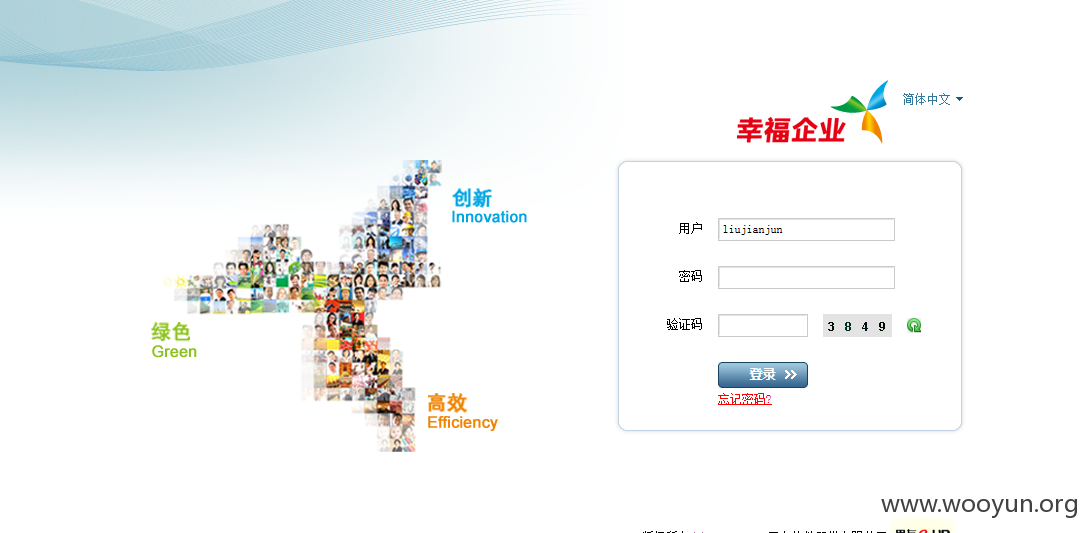 简体中文
幸福企业
创新
Innovation
绿色
Green
高效
Efficiency
用户 liujianjun
密码
验证码 3 8 4 9
登录
忘记密码?
www.wooyun.org